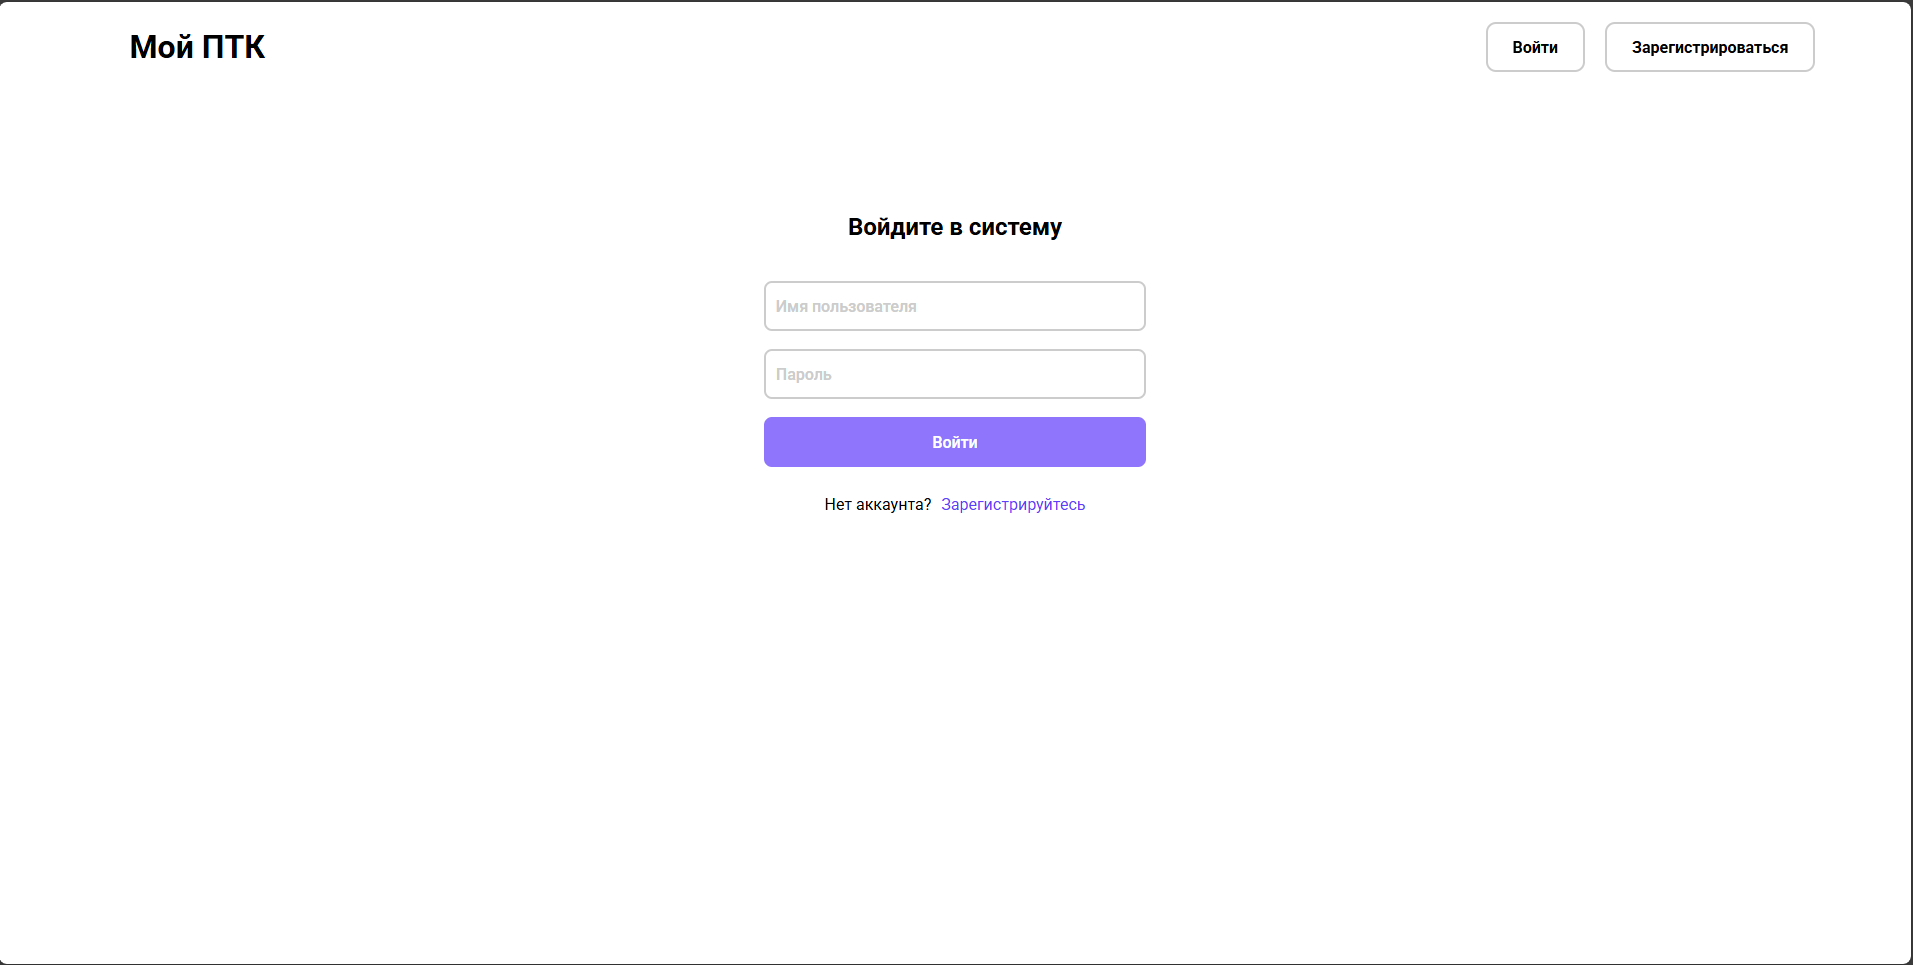 Мой ПТК
Войти
Зарегистрироваться
Войдите в систему
Имя пользователя
Пароль
Войти
Нет аккаунта? Зарегистрируйтесь